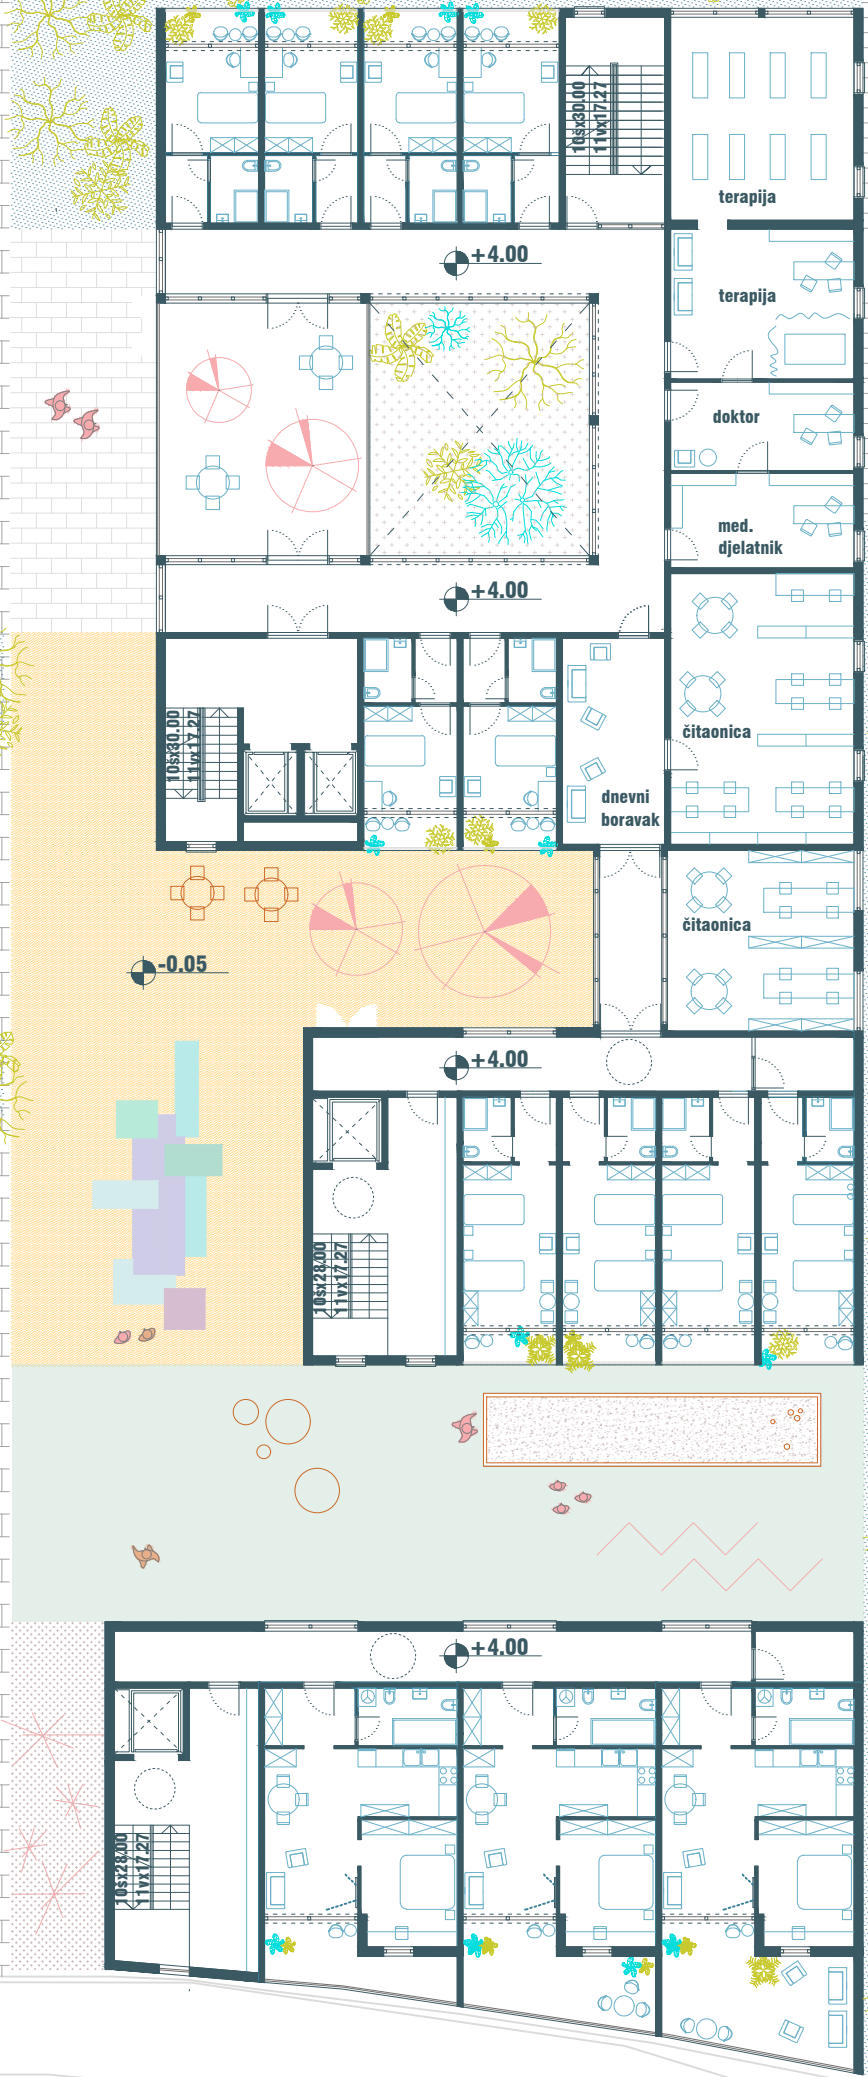 10šx30.00
11vx17.27
terapija
+4.00
terapija
doktor
med.
djelatnik
+4.00
čitaonica
10šx30.00
11vx17.27
dnevni
boravak
čitaonica
-0.05
+4.00
10šx28.00
11vx17.27
+4.00
10šx28.00
11vx17.27